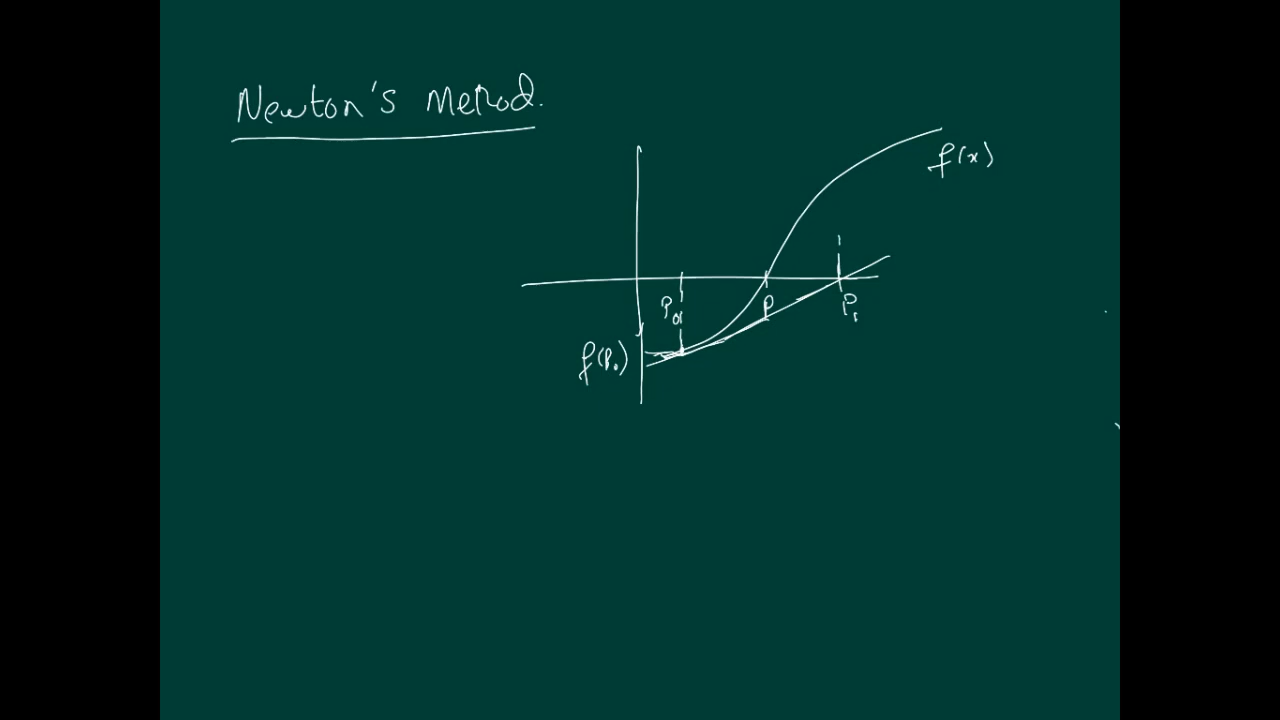 Newton's Method.
f(x)
P₀
P
P₁
f(P₀)